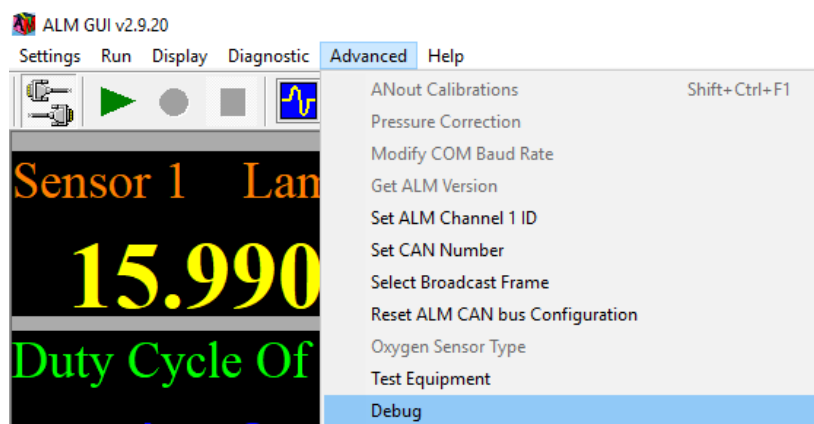 ALM GUI v2.9.20
Settings Run Display Diagnostic Advanced Help
ANout Calibrations Shift+Ctrl+F1
Pressure Correction
Modify COM Baud Rate
Get ALM Version
Set ALM Channel 1 ID
Set CAN Number
Select Broadcast Frame
Reset ALM CAN bus Configuration
Oxygen Sensor Type
Test Equipment
Debug
Sensor 1
15.990
Duty Cycle Of